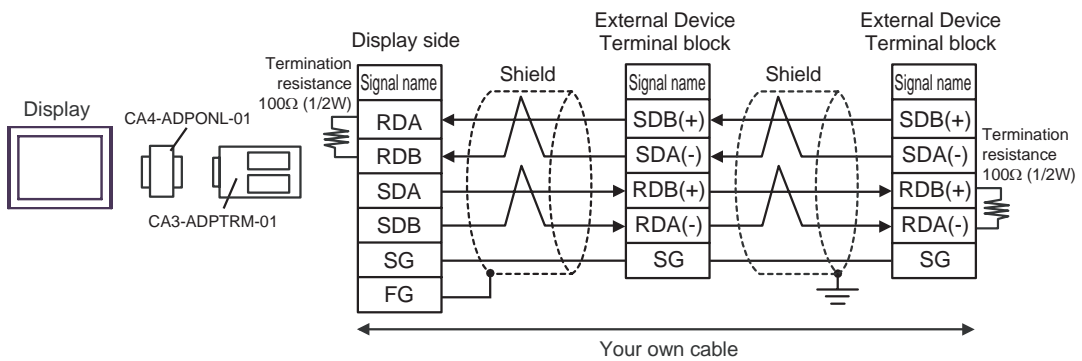 Display
CA4-ADPONL-01
CA3-ADPTRM-01
Termination
resistance
100Ω (1/2W)
Display side
Signal name
RDA
RDB
SDA
SDB
SG
FG
Shield
External Device
Terminal block
Signal name
SDB(+)
SDA(-)
RDB(+)
RDA(-)
SG
Shield
External Device
Terminal block
Signal name
SDB(+)
SDA(-)
RDB(+)
RDA(-)
SG
Termination
resistance
100Ω (1/2W)
Your own cable